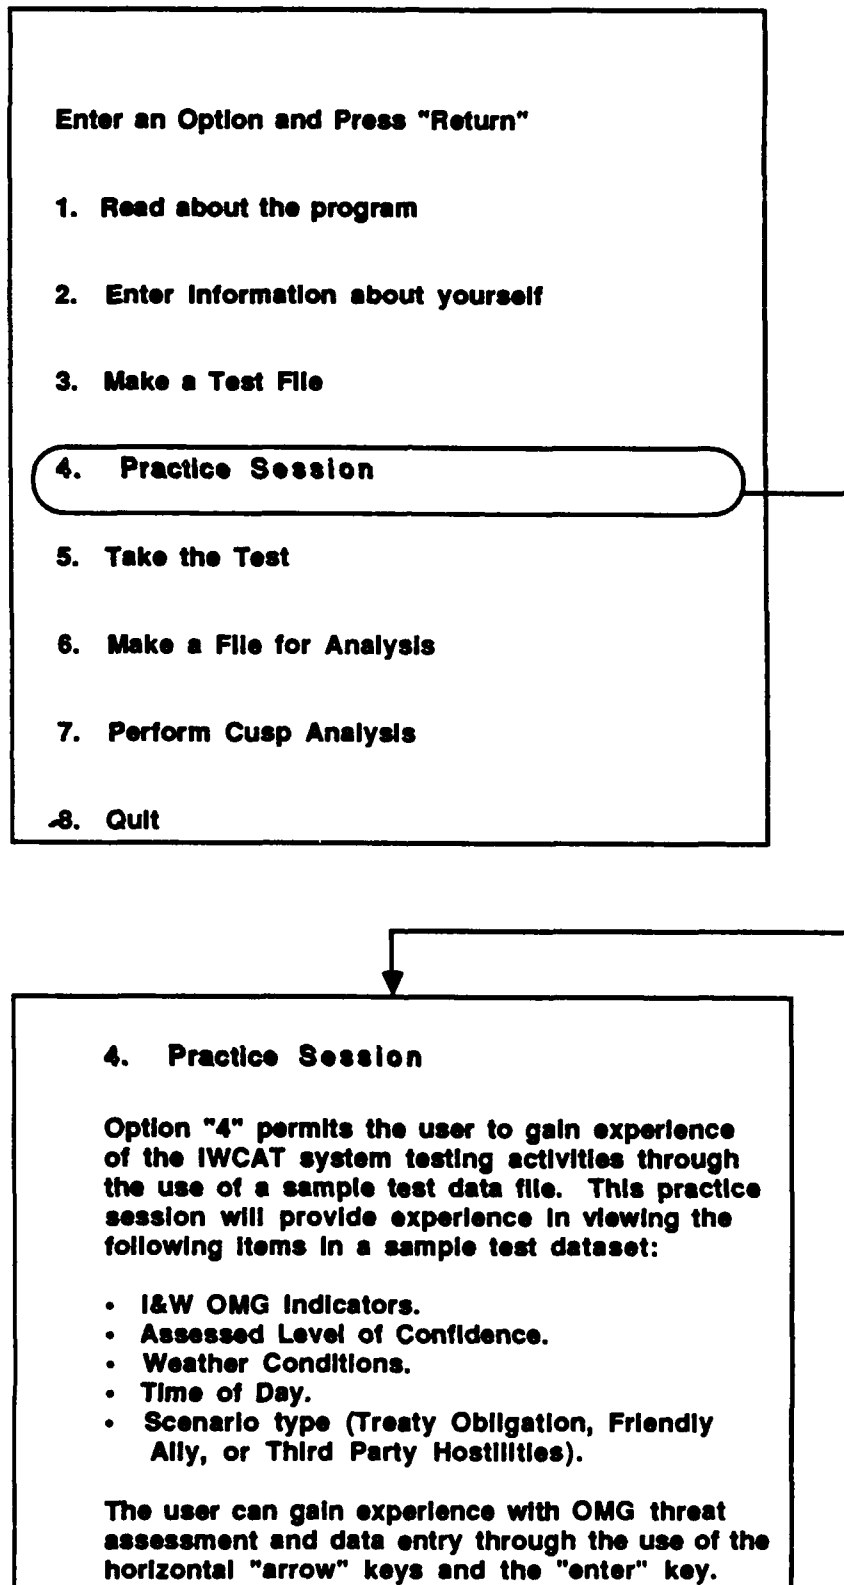 Enter an Option and Press "Return"
1. Read about the program
2. Enter Information about yourself
3. Make a Test File
4. Practice Session
5. Take the Test
6. Make a File for Analysis
7. Perform Cusp Analysis
8. Quit
4. Practice Session
Option "4" permits the user to gain experience
of the IWCAT system testing activities through
the use of a sample test data file. This practice
session will provide experience in viewing the
following items in a sample test dataset:
• I&W OMG Indicators.
• Assessed Level of Confidence.
• Weather Conditions.
• Time of Day.
• Scenario type (Treaty Obligation, Friendly
Ally, or Third Party Hostilities).
The user can gain experience with OMG threat
assessment and data entry through the use of the
horizontal "arrow" keys and the "enter" key.